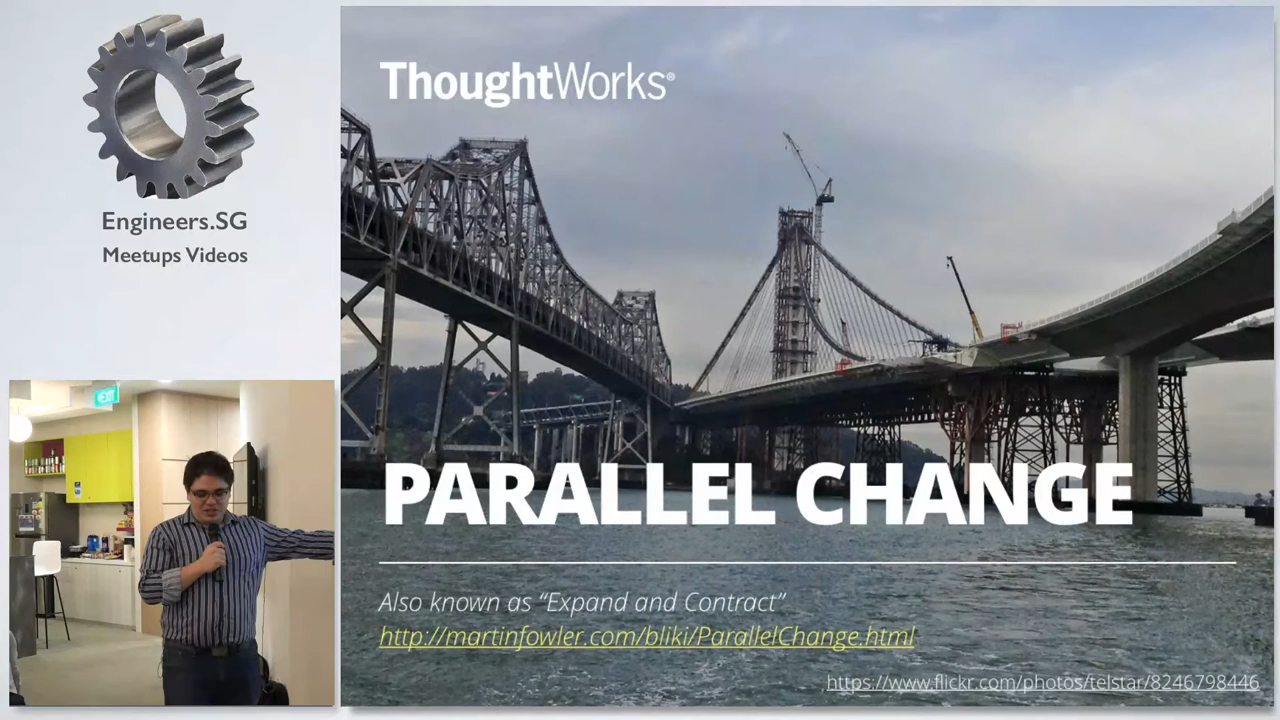 Engineers.SG
Meetups Videos
ThoughtWorks®
PARALLEL CHANGE
Also known as “Expand and Contract”
http://martinfowler.com/bliki/ParallelChange.html
https://www.flickr.com/photos/telstar/8246798446
EXIT